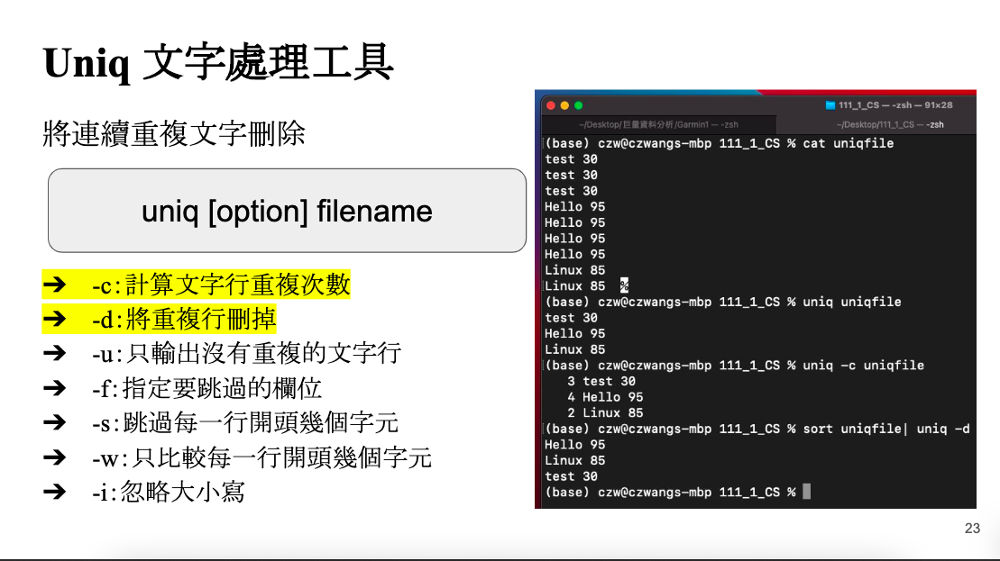 Uniq 文字處理工具
將連續重複文字刪除
uniq [option] filename
➔ -c:計算文字行重複次數
➔ -d:將重複行刪掉
➔ -u:只輸出沒有重複的文字行
➔ -f:指定要跳過的欄位
➔ -s:跳過每一行開頭幾個字元
➔ -w:只比較每一行開頭幾個字元
➔ -i:忽略大小寫
111_1_CS — -zsh — 91×28
~/Desktop/巨量資料分析/Garmin1 — -zsh
~/Desktop/111_1_CS — -zsh
(base) czw@czwangs-mbp 111_1_CS % cat uniqfile
test 30
test 30
test 30
Hello 95
Hello 95
Hello 95
Hello 95
Linux 85
Linux 85 %
(base) czw@czwangs-mbp 111_1_CS % uniq uniqfile
test 30
Hello 95
Linux 85
(base) czw@czwangs-mbp 111_1_CS % uniq -c uniqfile
3 test 30
4 Hello 95
2 Linux 85
(base) czw@czwangs-mbp 111_1_CS % sort uniqfile| uniq -d
Hello 95
Linux 85
test 30
(base) czw@czwangs-mbp 111_1_CS %
23